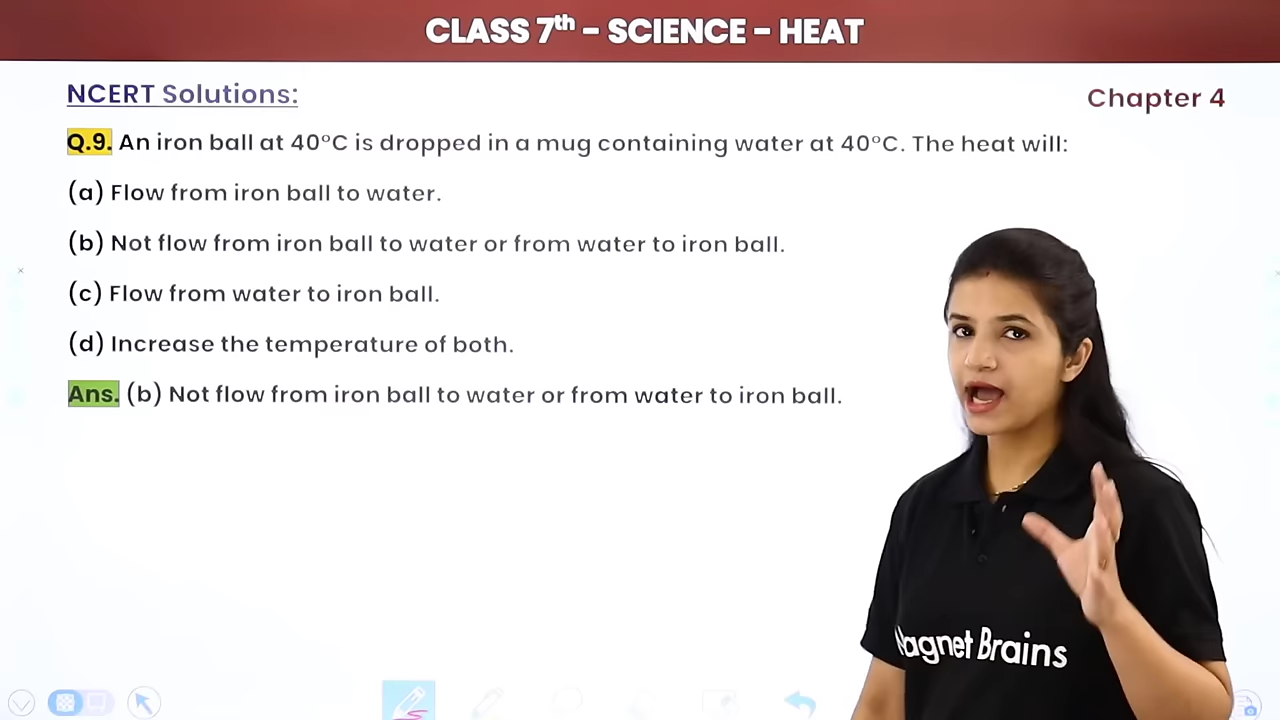 CLASS 7th - SCIENCE - HEAT
NCERT Solutions:
Chapter 4
Q.9. An iron ball at 40°C is dropped in a mug containing water at 40°C. The heat will:
(a) Flow from iron ball to water.
(b) Not flow from iron ball to water or from water to iron ball.
(c) Flow from water to iron ball.
(d) Increase the temperature of both.
Ans. (b) Not flow from iron ball to water or from water to iron ball.
Magnet Brains